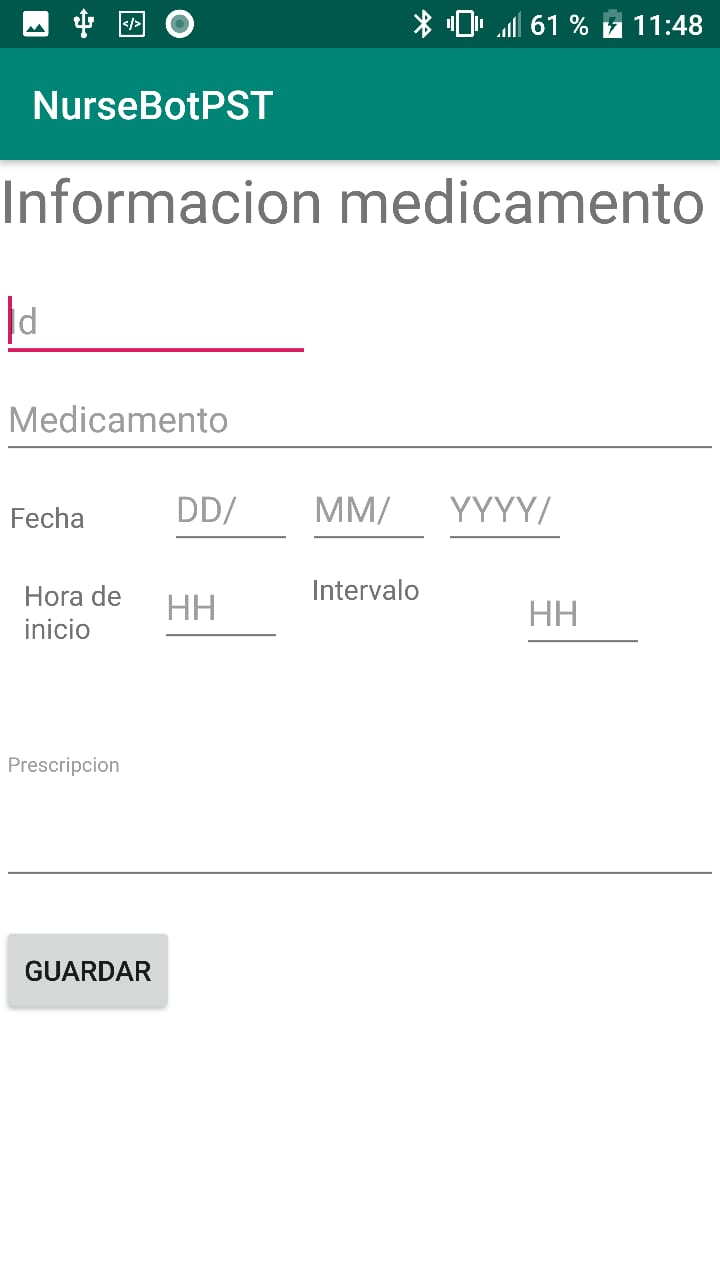 61 % 11:48
NurseBotPST
Informacion medicamento
Id
Medicamento
Fecha DD/ MM/ YYYY/
Hora de inicio HH Intervalo HH
Prescripcion
GUARDAR